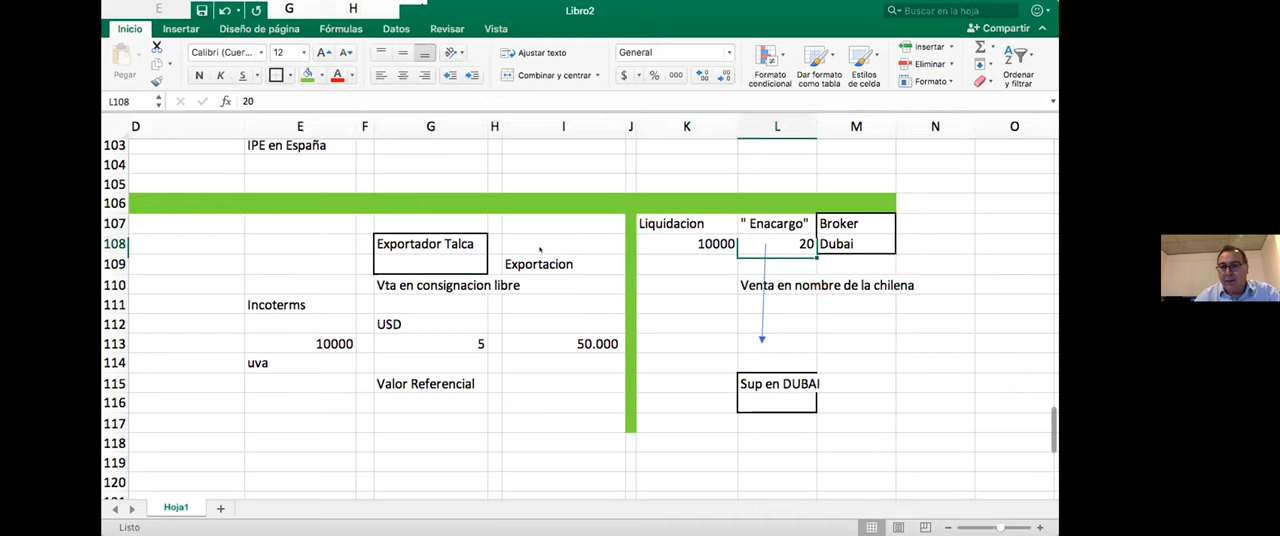 E G H Libro2 Buscar en la hoja
Inicio Insertar Diseño de página Fórmulas Datos Revisar Vista Compartir
Calibri (Cuer... 12 A A Ajustar texto General Insertar
Pegar N K S A Combinar y centrar $ % 000 Formato condicional Dar formato como tabla Estilos de celda Eliminar Formato Ordenar y filtrar
L108 fx 20
D E F G H I J K L M N O
103 IPE en España
104
105
106
107 Liquidacion " Enacargo" Broker
108 Exportador Talca 10000 20 Dubai
109 Exportacion
110 Vta en consignacion libre Venta en nombre de la chilena
111 Incoterms
112 USD
113 10000 5 50.000
114 uva
115 Valor Referencial Sup en DUBAI
116
117
118
119
120
Hoja1
Listo